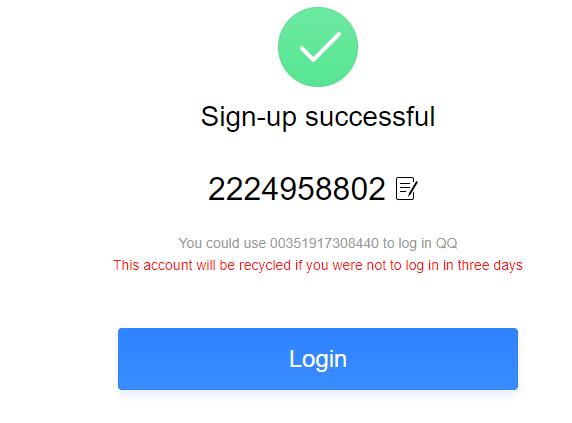 Sign-up successful
2224958802
You could use 00351917308440 to log in QQ
This account will be recycled if you were not to log in in three days
Login